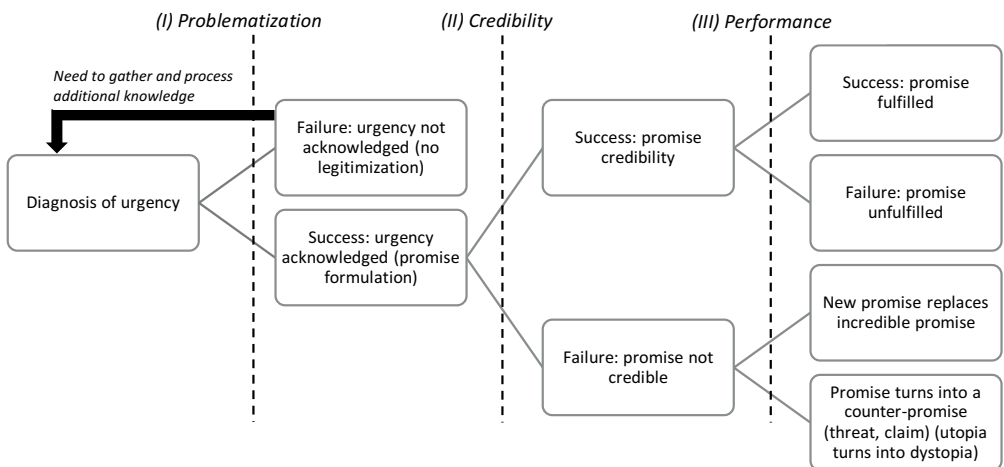 (I) Problematization
(II) Credibility
(III) Performance
Need to gather and process
additional knowledge
Diagnosis of urgency
Failure: urgency not
acknowledged (no
legitimization)
Success: urgency
acknowledged (promise
formulation)
Success: promise
credibility
Failure: promise not
credible
Success: promise
fulfilled
Failure: promise
unfulfilled
New promise replaces
incredible promise
Promise turns into a
counter-promise
(threat, claim) (utopia
turns into dystopia)